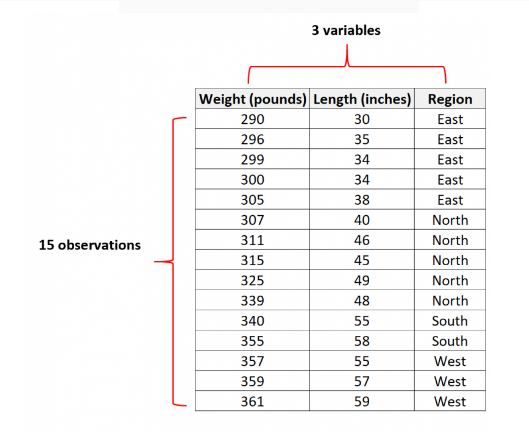 3 variables
Weight (pounds) Length (inches) Region
290 30 East
296 35 East
299 34 East
300 34 East
305 38 East
307 40 North
311 46 North
15 observations
315 45 North
325 49 North
339 48 North
340 55 South
355 58 South
357 55 West
359 57 West
361 59 West